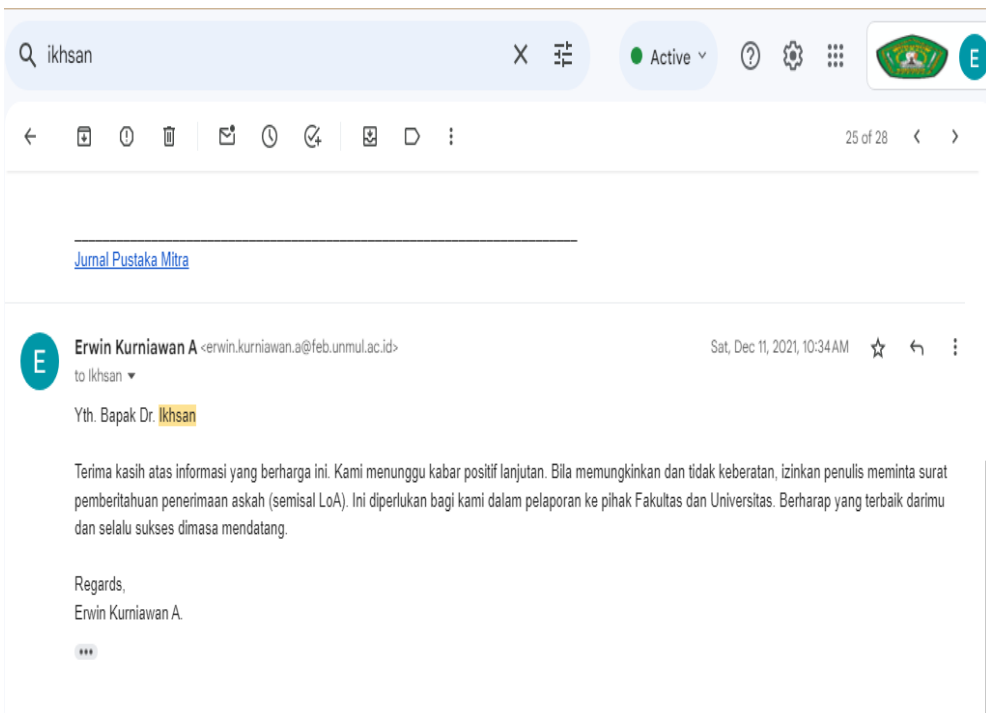 ikhsan
Active
E
25 of 28
Jurnal Pustaka Mitra
E
Erwin Kurniawan A <erwin.kurniawan.a@feb.unmul.ac.id>
Sat, Dec 11, 2021, 10:34 AM
to Ikhsan
Yth. Bapak Dr. Ikhsan
Terima kasih atas informasi yang berharga ini. Kami menunggu kabar positif lanjutan. Bila memungkinkan dan tidak keberatan, izinkan penulis meminta surat
pemberitahuan penerimaan askah (semisal LoA). Ini diperlukan bagi kami dalam pelaporan ke pihak Fakultas dan Universitas. Berharap yang terbaik darimu
dan selalu sukses dimasa mendatang.
Regards,
Erwin Kurniawan A.